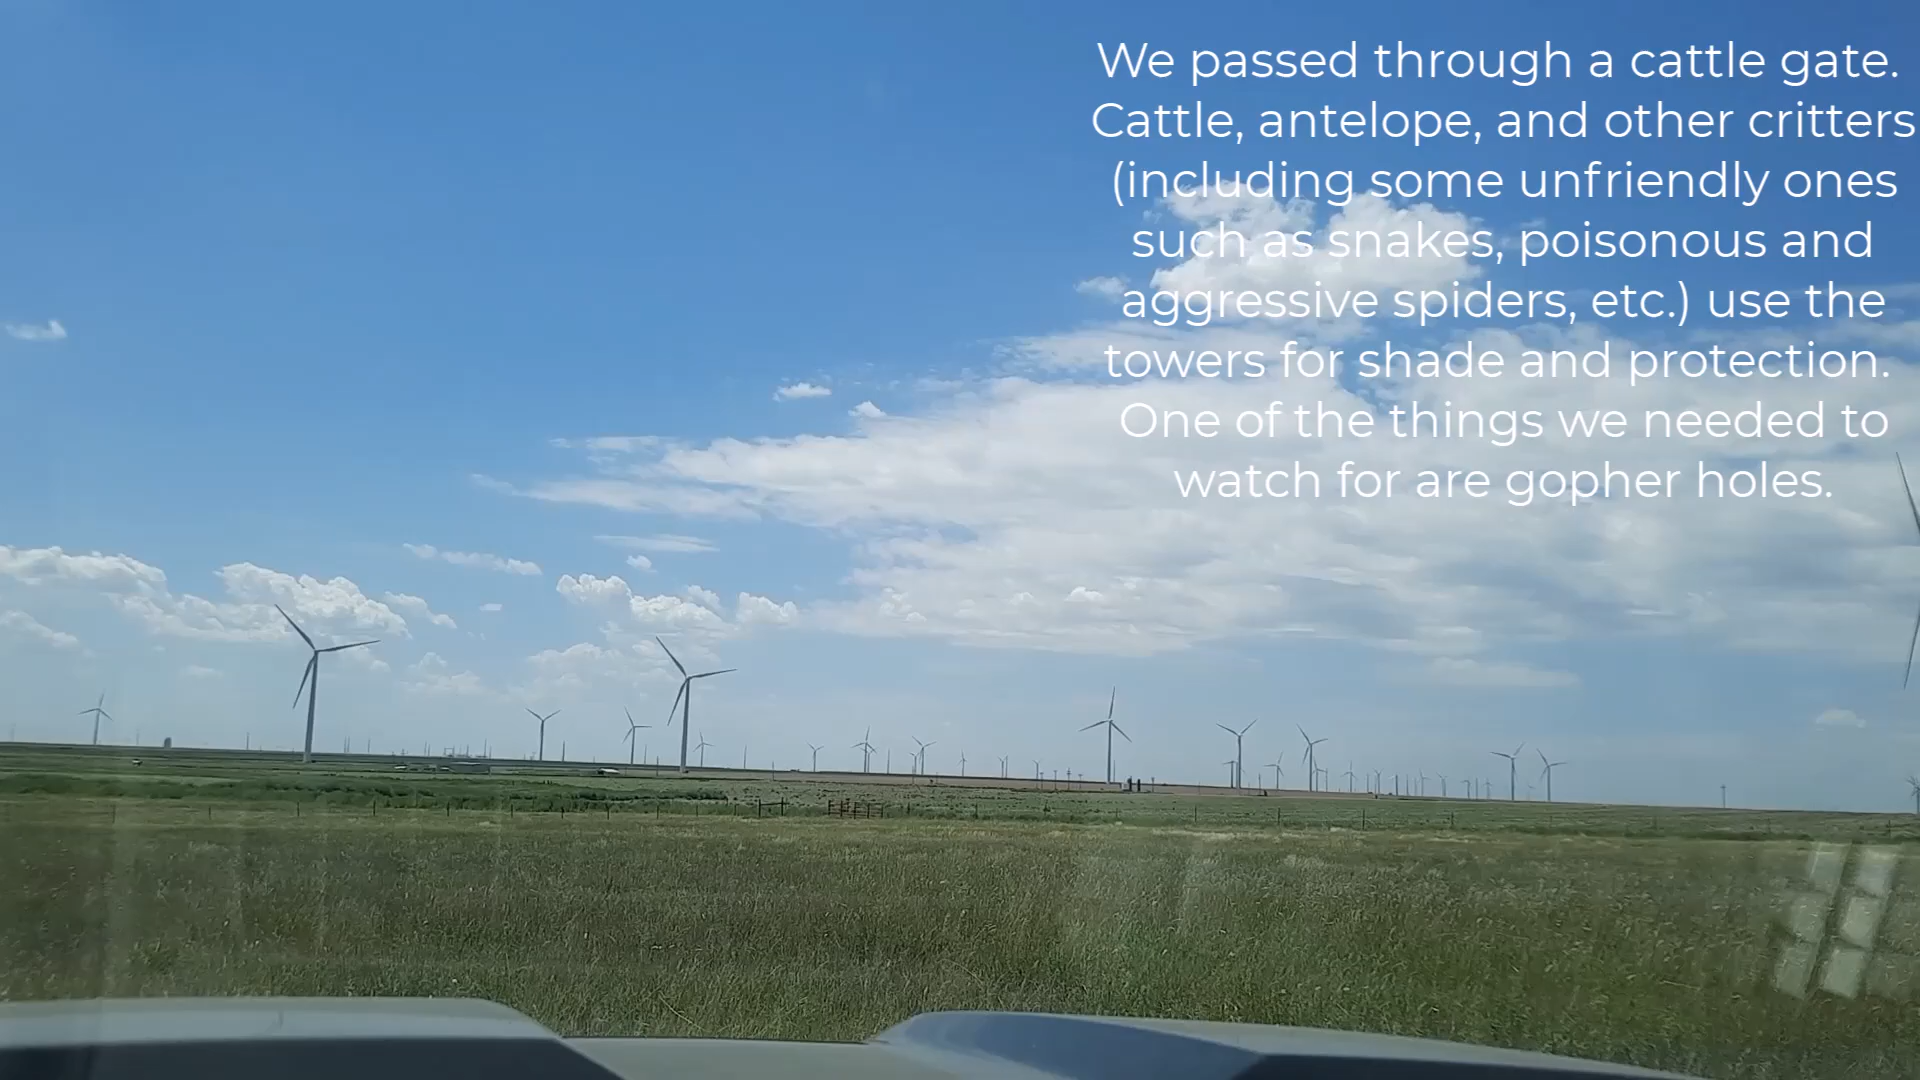 We passed through a cattle gate.
Cattle, antelope, and other critters
(including some unfriendly ones
such as snakes, poisonous and
aggressive spiders, etc.) use the
towers for shade and protection.
One of the things we needed to
watch for are gopher holes.